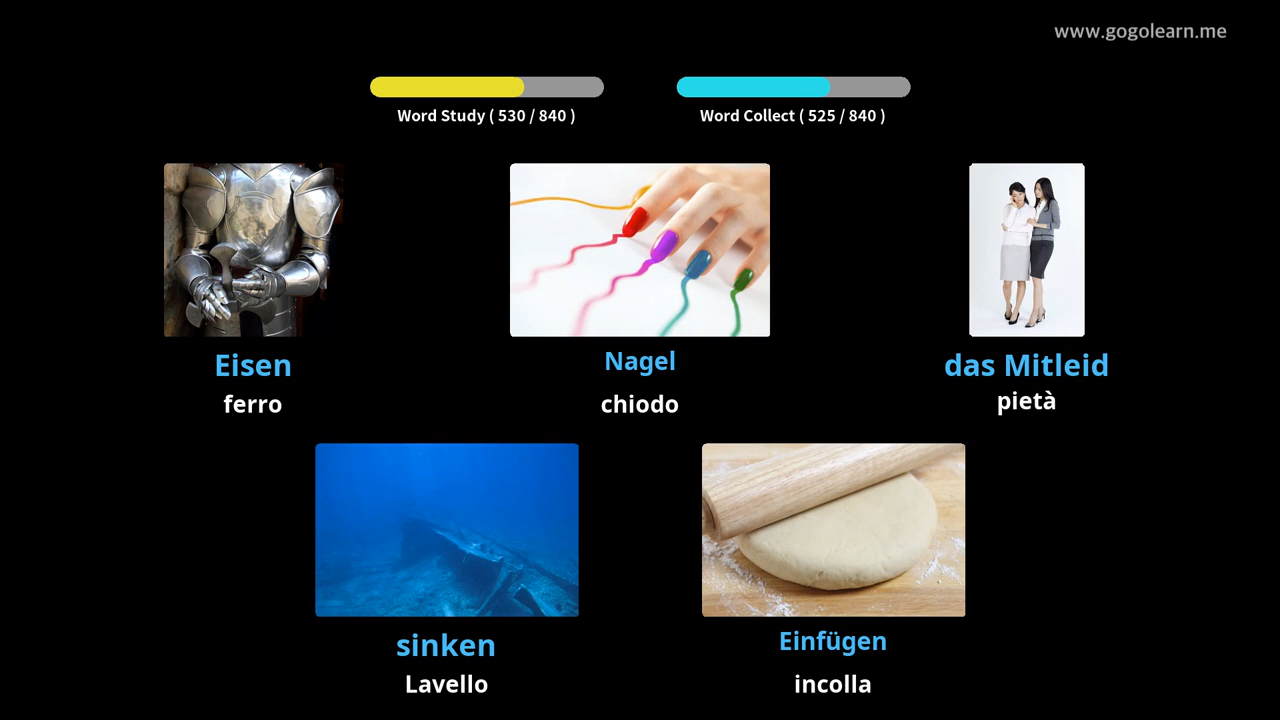 www.gogolearn.me
Word Study ( 530 / 840 )
Word Collect ( 525 / 840 )
Eisen
ferro
Nagel
chiodo
das Mitleid
pietà
sinken
Lavello
Einfügen
incolla